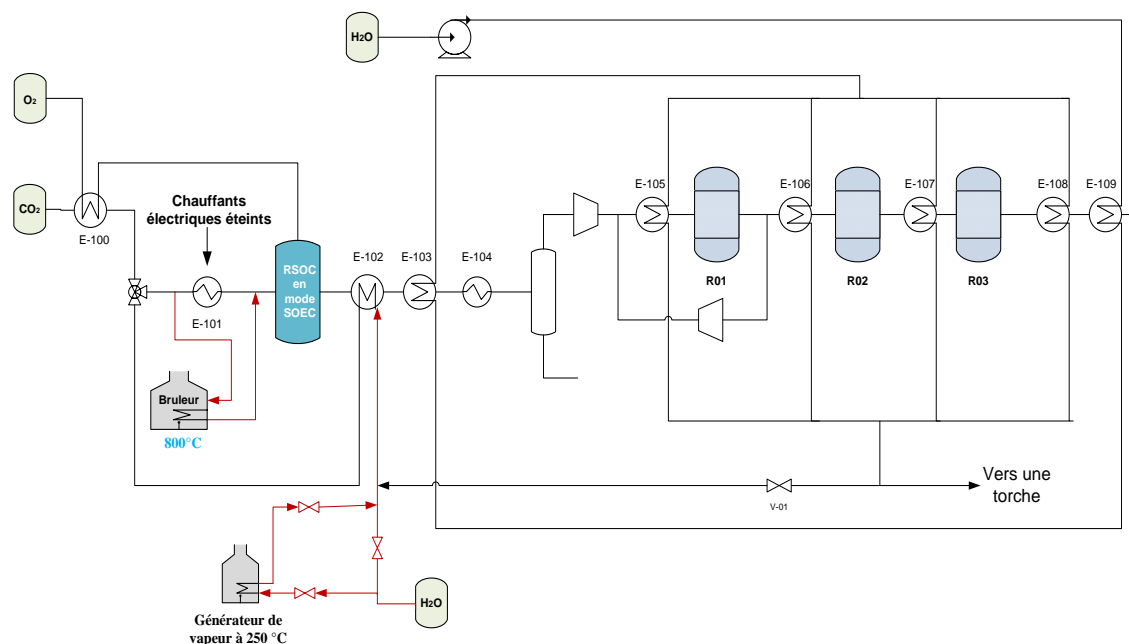 H2O
O2
CO2
E-100
Chauffants
électriques éteints
E-101
RSOC
en
mode
SOEC
E-102
E-103
E-104
E-105
E-106
E-107
E-108
E-109
R01
R02
R03
Bruleur
800°C
V-01
Vers une
torche
H2O
Générateur de
vapeur à 250 °C